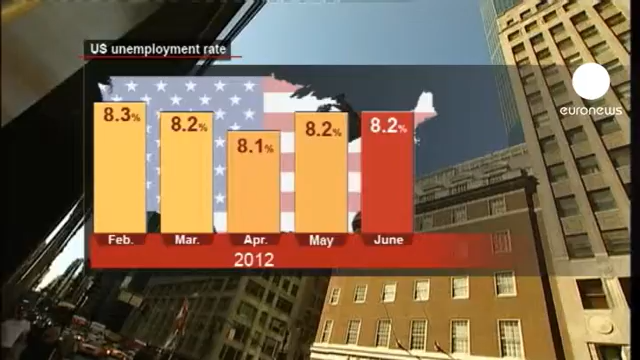 US unemployment rate
euronews
8.3%
8.2%
8.1%
8.2%
8.2%
Feb.
Mar.
Apr.
May
June
2012